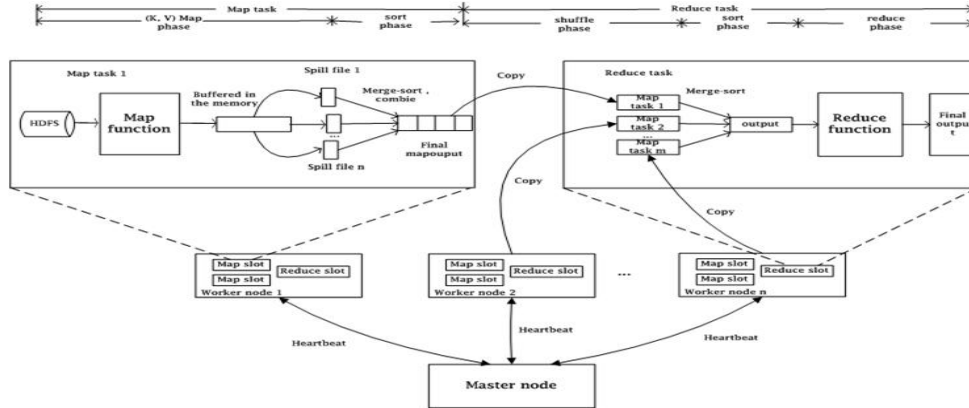 Map task
Reduce task
(K, V) Map
phase
sort
phase
shuffle
phase
sort
phase
reduce
phase
Map task 1
Spill file 1
Buffered in
the memory
Merge-sort ,
combie
HDFS
Map
function
...
Final
mapouput
Spill file n
Copy
Reduce task
Map
task 1
Merge-sort
Map
task 2
...
Map
task m
output
Reduce
function
Final
outpu
t
Copy
Copy
Map slot
Map slot
Reduce slot
Worker node 1
Map slot
Map slot
Reduce slot
Worker node 2
...
Map slot
Map slot
Reduce slot
Worker node n
Heartbeat
Heartbeat
Heartbeat
Master node